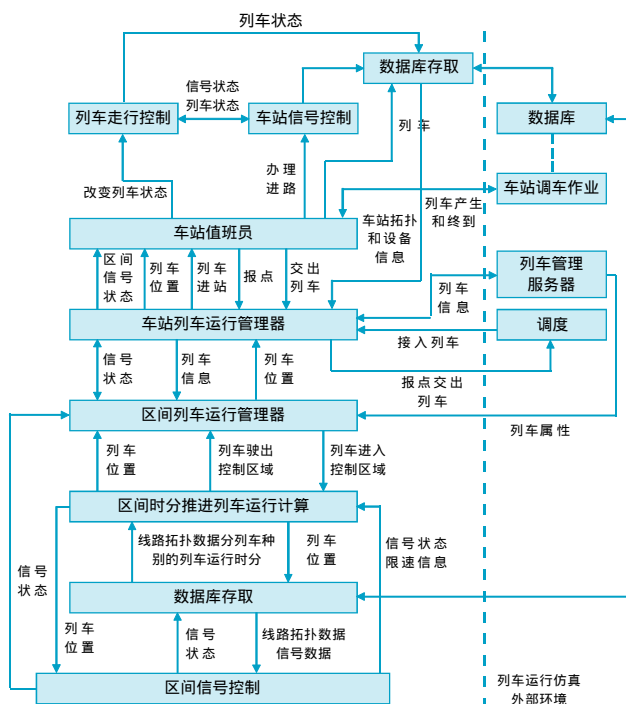 列车状态
数据库存取
信号状态
列车状态
列车走行控制
车站信号控制
列车
数据库
办理
进路
改变列车状态
车站调车作业
列车产生
和终到
车站值班员
车站拓扑
和设备
信息
区间
信号
状态
列车
位置
列车
进站
报点
交出
列车
列车管理
服务器
列车
信息
车站列车运行管理器
调度
接入列车
信号
状态
列车
信息
列车
位置
报点交出
列车
区间列车运行管理器
列车属性
列车
位置
列车驶出
控制区域
列车进入
控制区域
区间时分推进列车运行计算
线路拓扑数据分列车种
别的列车运行时分
列车
位置
信号状态
限速信息
信号
状态
数据库存取
列车
位置
信号
状态
线路拓扑数据
信号数据
区间信号控制
列车运行仿真
外部环境